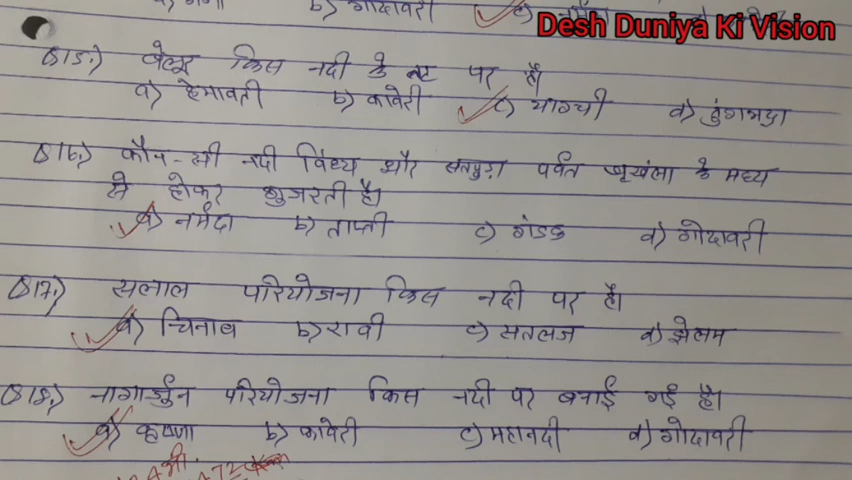 b) गोदावरी
Desh Duniya Ki Vision
Q15.) बेलूर किस नदी के तट पर है।
a) हेमावती b) कावेरी c) यागची d) तुंगभद्रा
Q16.) कौन-सी नदी विंध्य और सतपुड़ा पर्वत श्रृखंला के मध्य
से होकर गुजरती है।
a) नर्मदा b) ताप्ती c) गंडक d) गोदावरी
Q17.) सलाल परियोजना किस नदी पर है।
a) चिनाब b) रावी c) सतलज d) झेलम
Q18.) नागार्जुन परियोजना किस नदी पर बनाई गई है।
a) कृष्णा b) कावेरी c) महानदी d) गोदावरी